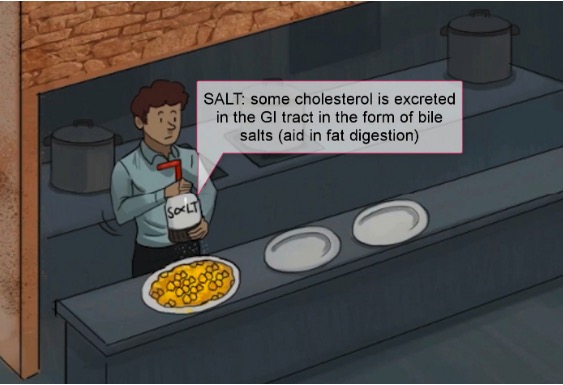 SALT: some cholesterol is excreted
in the GI tract in the form of bile
salts (aid in fat digestion)
SALT